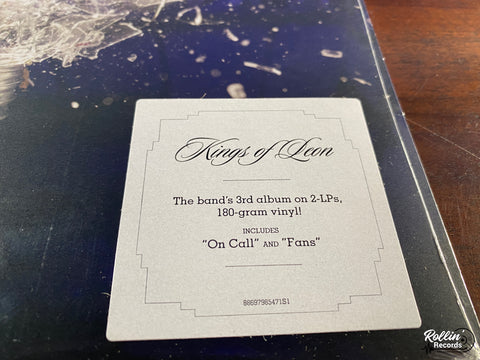 Kings of Leon
The band's 3rd album on 2-LPs,
180-gram vinyl!
INCLUDES
"On Call" AND "Fans"
88697985471S1
Rollin'
Records